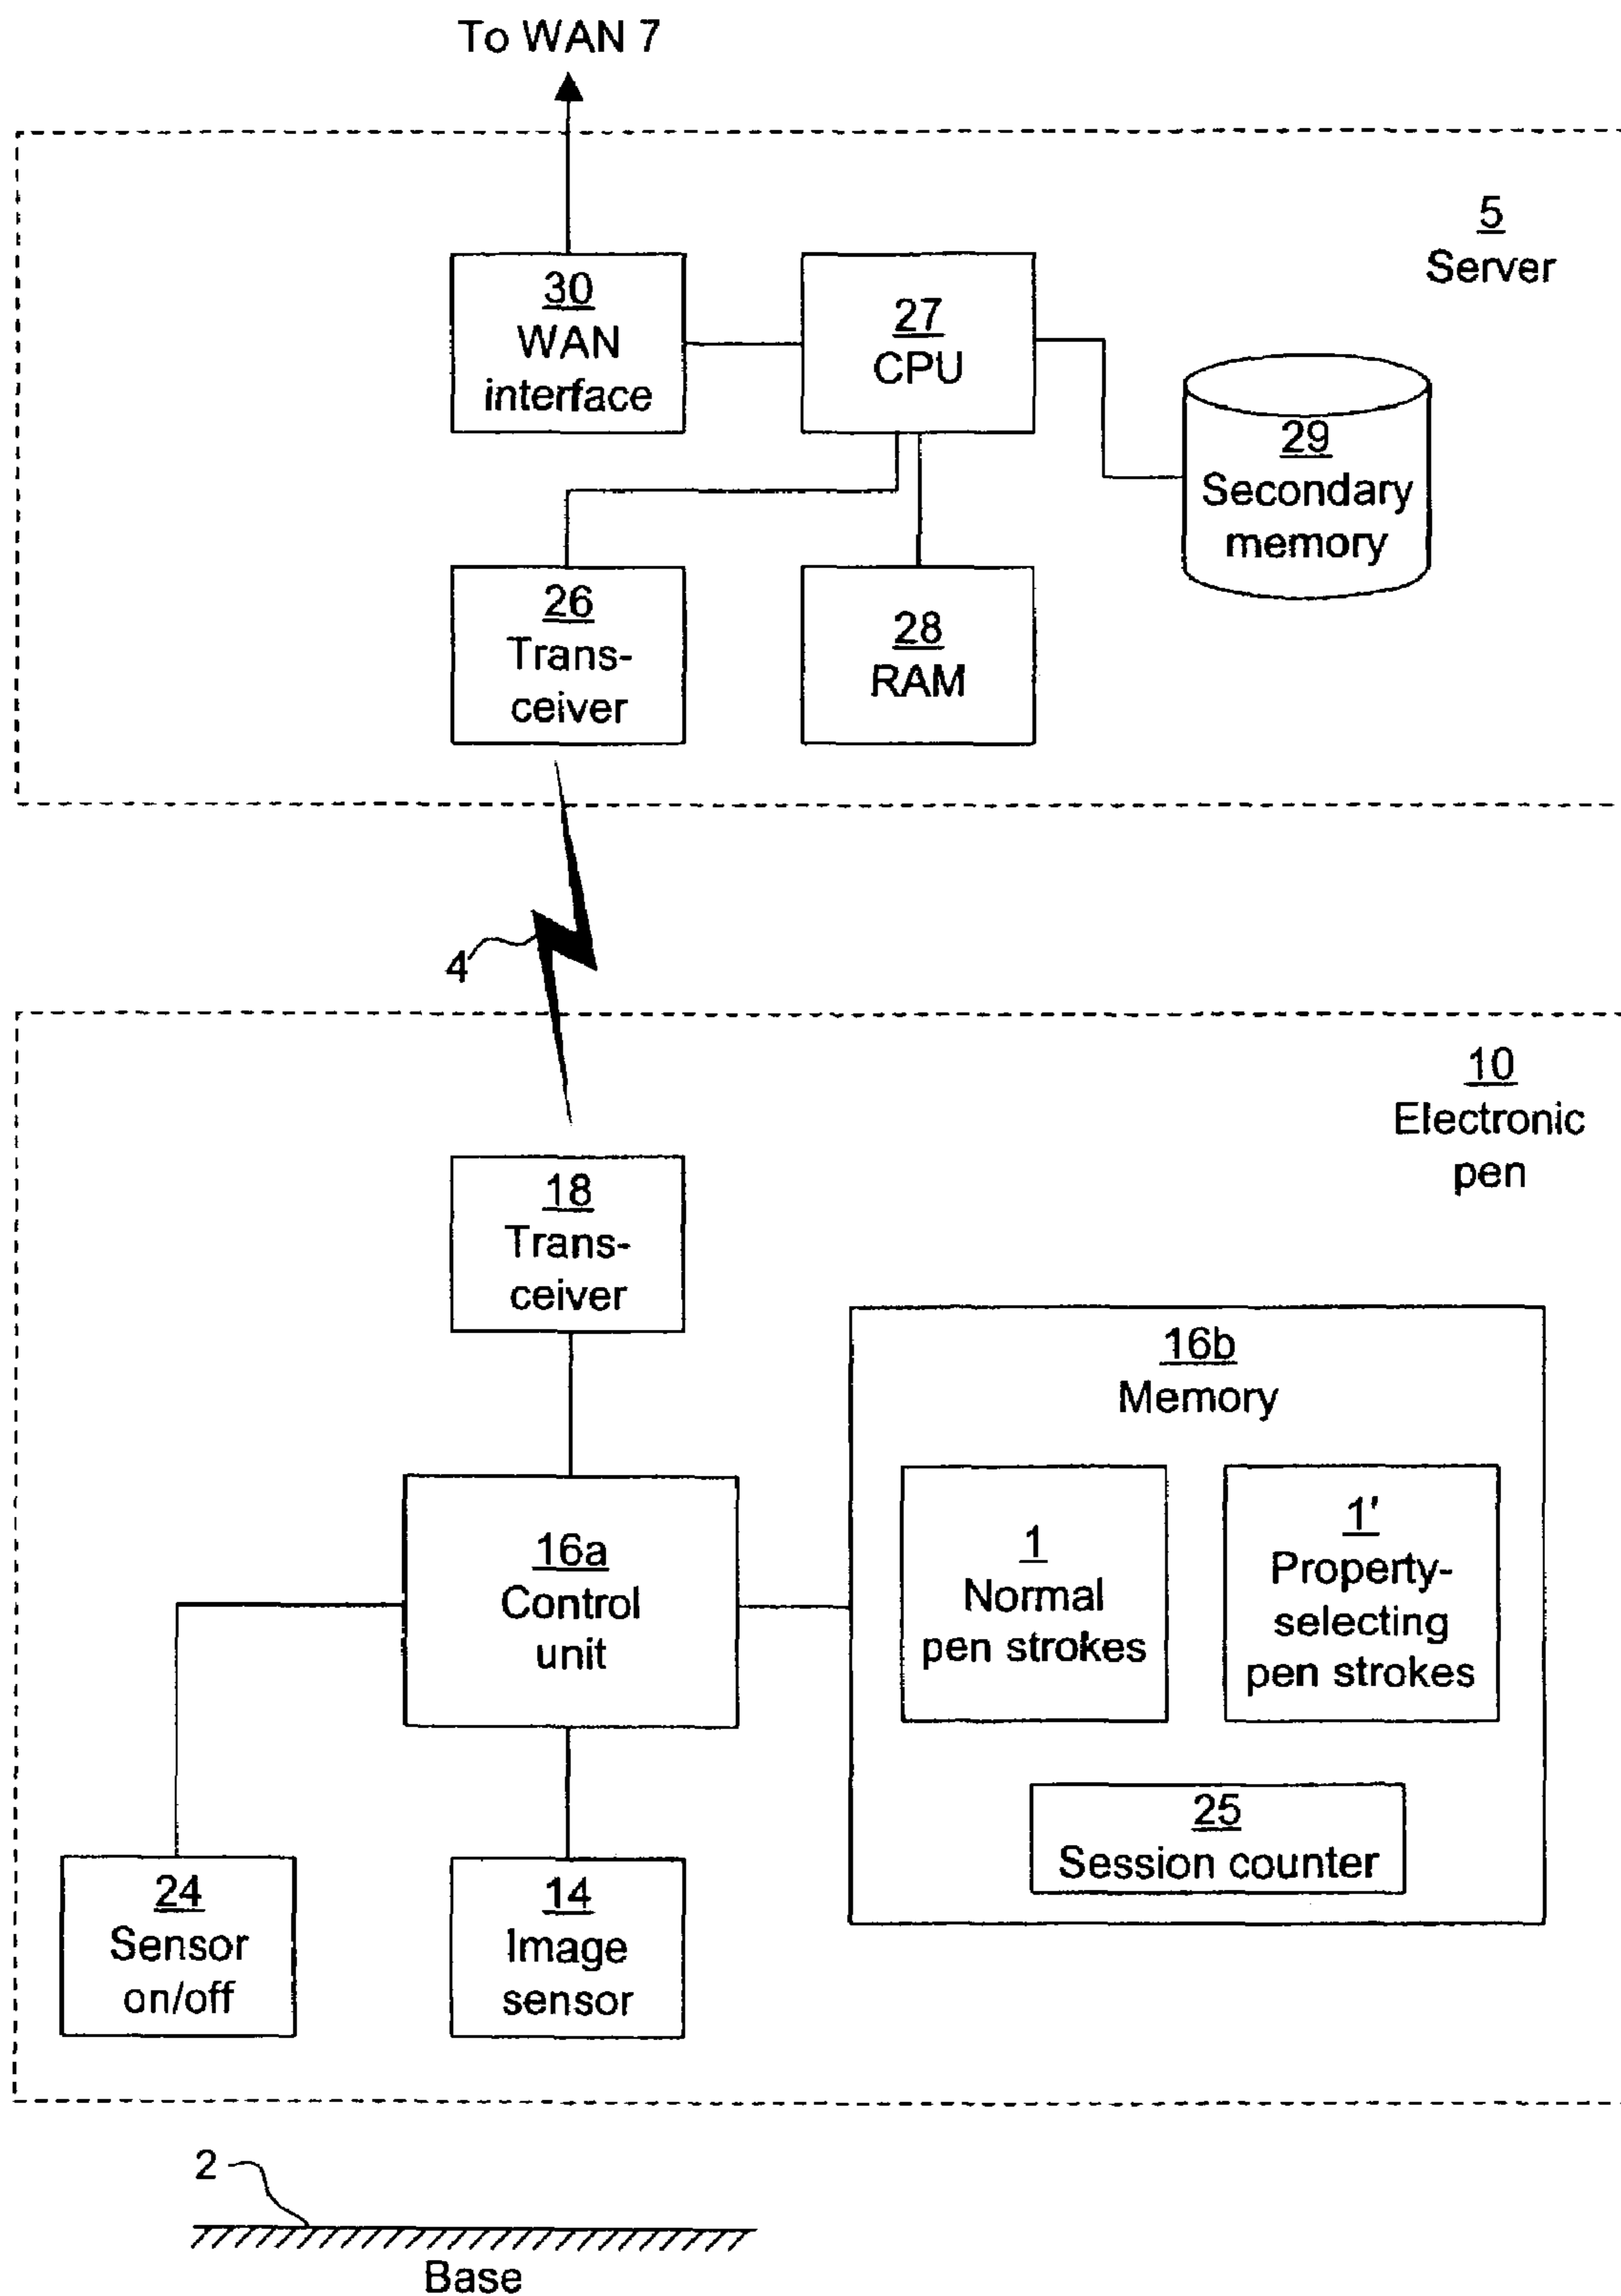 To WAN 7
5
Server
30
WAN
interface
27
CPU
29
Secondary
memory
26
Trans-
ceiver
28
RAM
4
10
Electronic
pen
18
Trans-
ceiver
16b
Memory
16a
Control
unit
1
Normal
pen strokes
1'
Property-
selecting
pen strokes
25
Session counter
24
Sensor
on/off
14
Image
sensor
2
Base